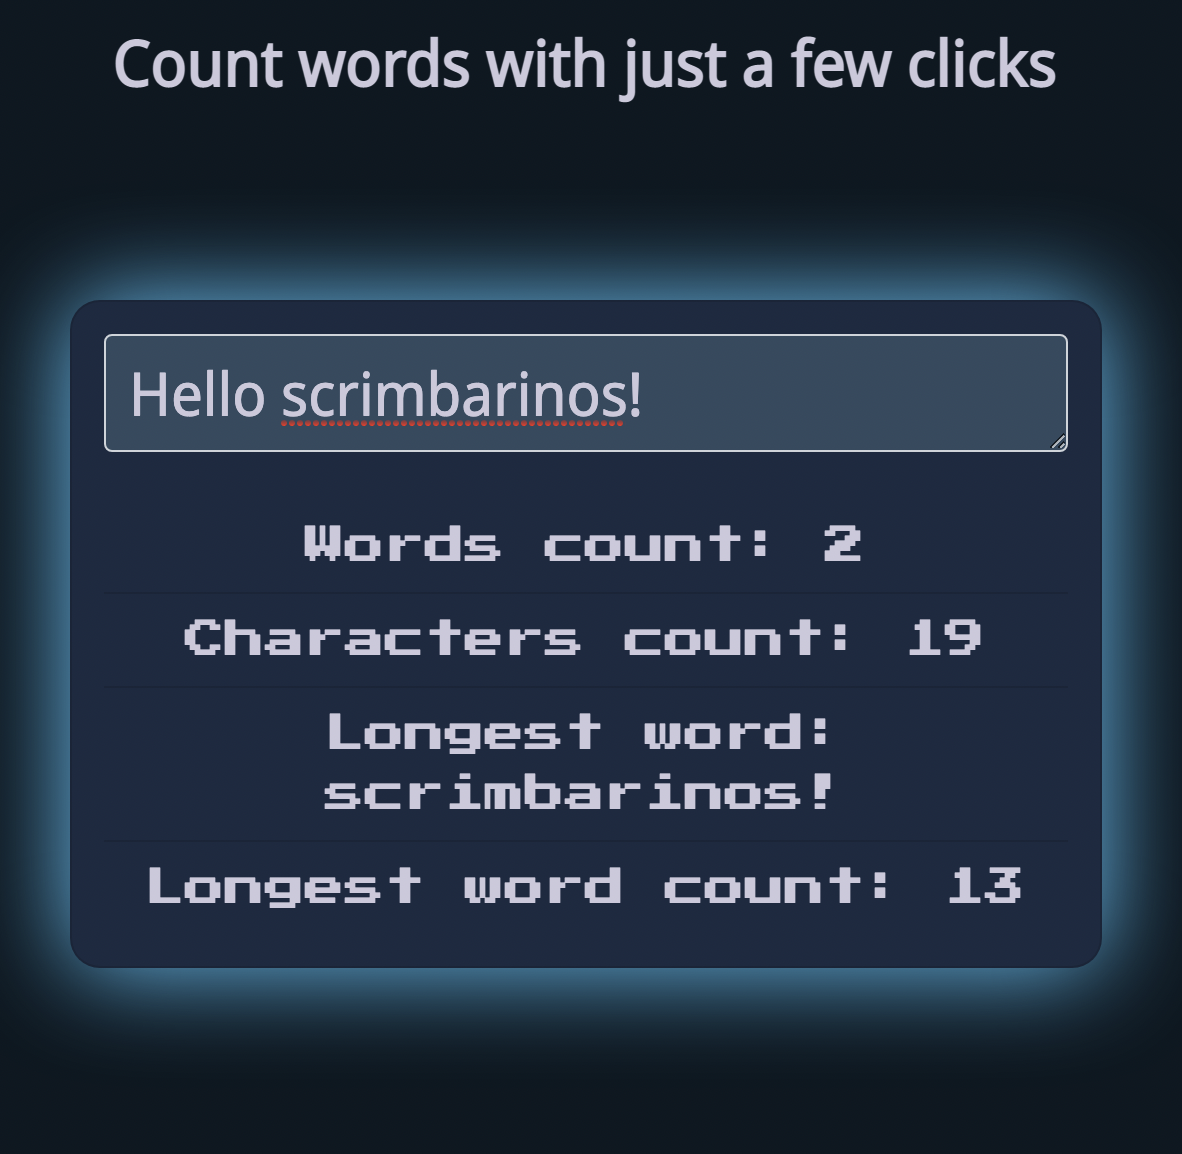 Count words with just a few clicks
Hello scrimbarinos!
Words count: 2
Characters count: 19
Longest word:
scrimbarinos!
Longest word count: 13